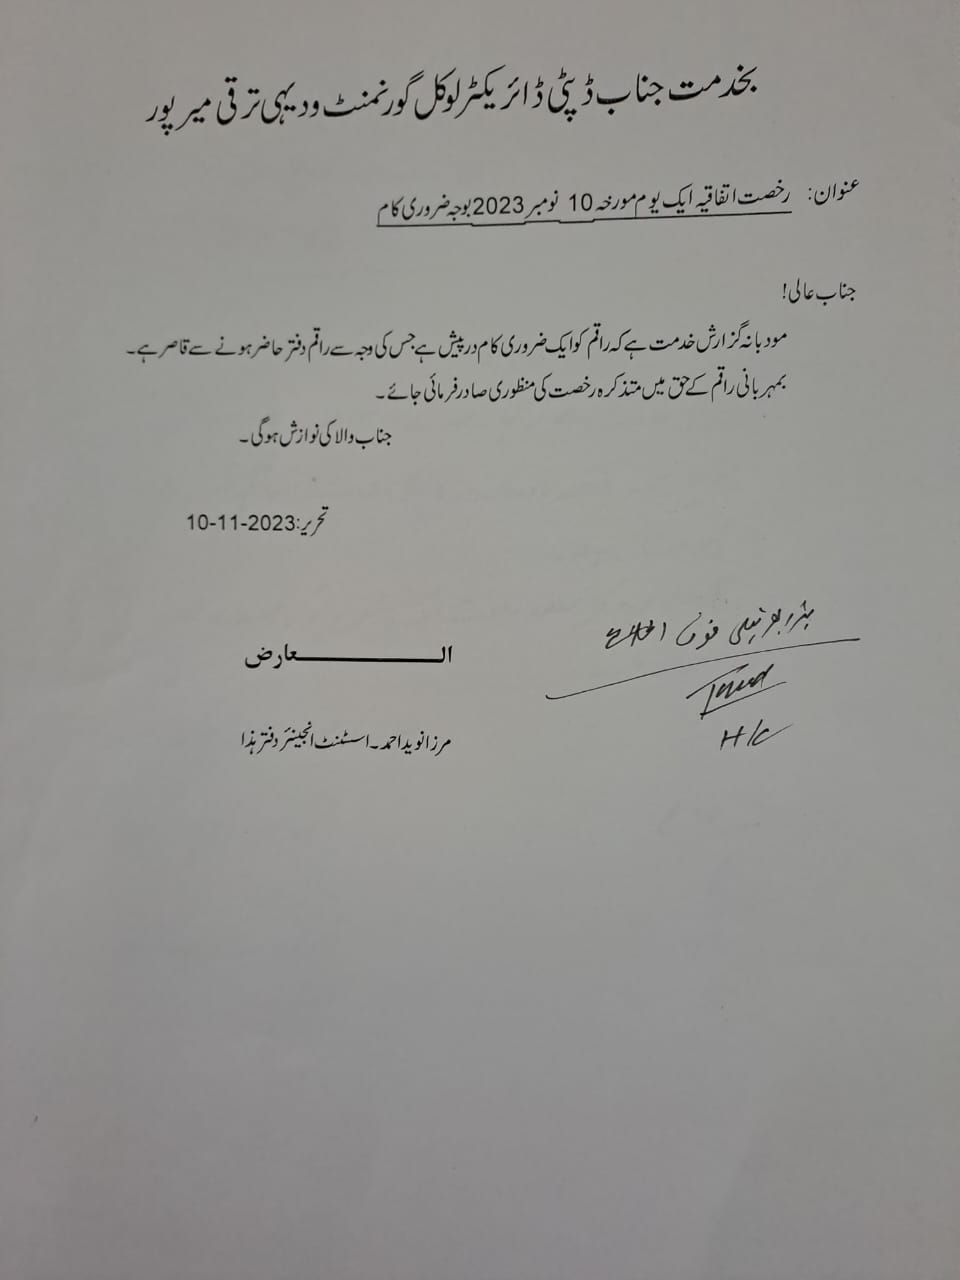 بخدمت جناب ڈپٹی ڈائریکٹر لوکل گورنمنٹ و دیہی ترقی میرپور
عنوان: رخصت اتفاقیہ ایک یوم مورخہ 10 نومبر 2023 بوجہ ضروری کام
جناب عالی!
مودبانہ گزارش خدمت ہے کہ راقم کو ایک ضروری کام درپیش ہے جس کی وجہ سے راقم دفتر حاضر ہونے سے قاصر ہے۔
بمہربانی راقم کے حق میں متذکرہ رخصت کی منظوری صادر فرمائی جائے۔
جناب والا کی نوازش ہوگی۔
تحریر:10-11-2023
العارض
مرزا نوید احمد۔ اسسٹنٹ انجینئر دفتر ہذا
فون
H/C